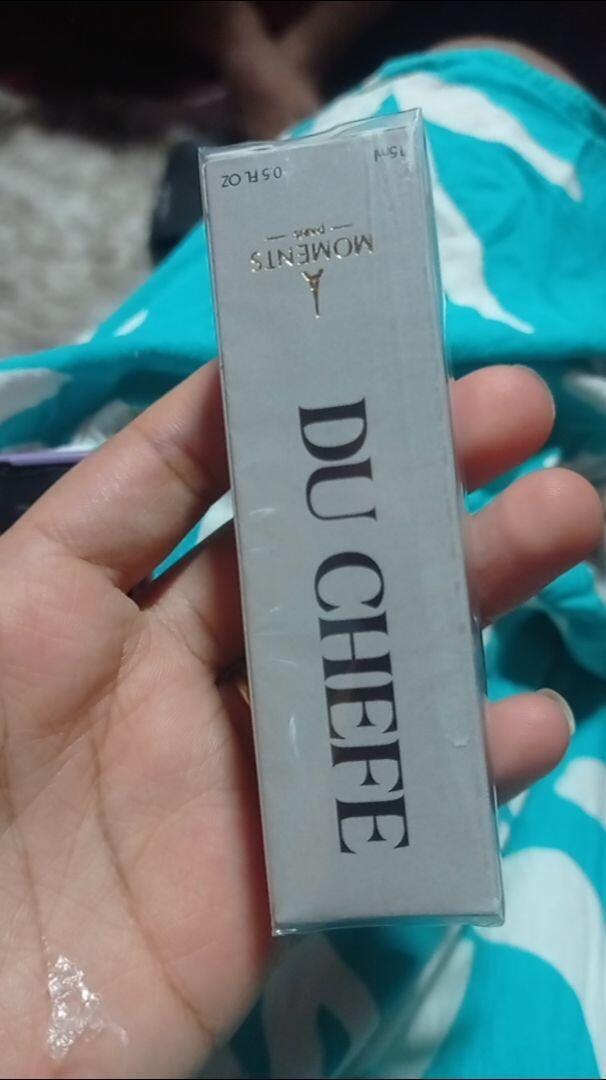 DU CHEFE
MOMENTS
PARIS
0.5 FL OZ
15ml